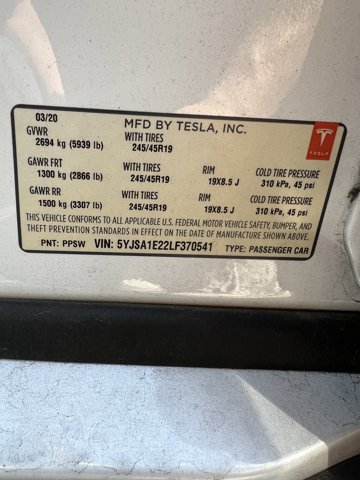 03/20 MFD BY TESLA, INC.
GVWR WITH TIRES
2694 kg (5939 lb) 245/45R19
TESLA
GAWR FRT WITH TIRES RIM COLD TIRE PRESSURE
1300 kg (2866 lb) 245/45R19 19X8.5 J 310 kPa, 45 psi
GAWR RR WITH TIRES RIM COLD TIRE PRESSURE
1500 kg (3307 lb) 245/45R19 19X8.5 J 310 kPa, 45 psi
THIS VEHICLE CONFORMS TO ALL APPLICABLE U.S. FEDERAL MOTOR VEHICLE SAFETY, BUMPER, AND
THEFT PREVENTION STANDARDS IN EFFECT ON THE DATE OF MANUFACTURE SHOWN ABOVE.
PNT: PPSW VIN: 5YJSA1E22LF370541 TYPE: PASSENGER CAR